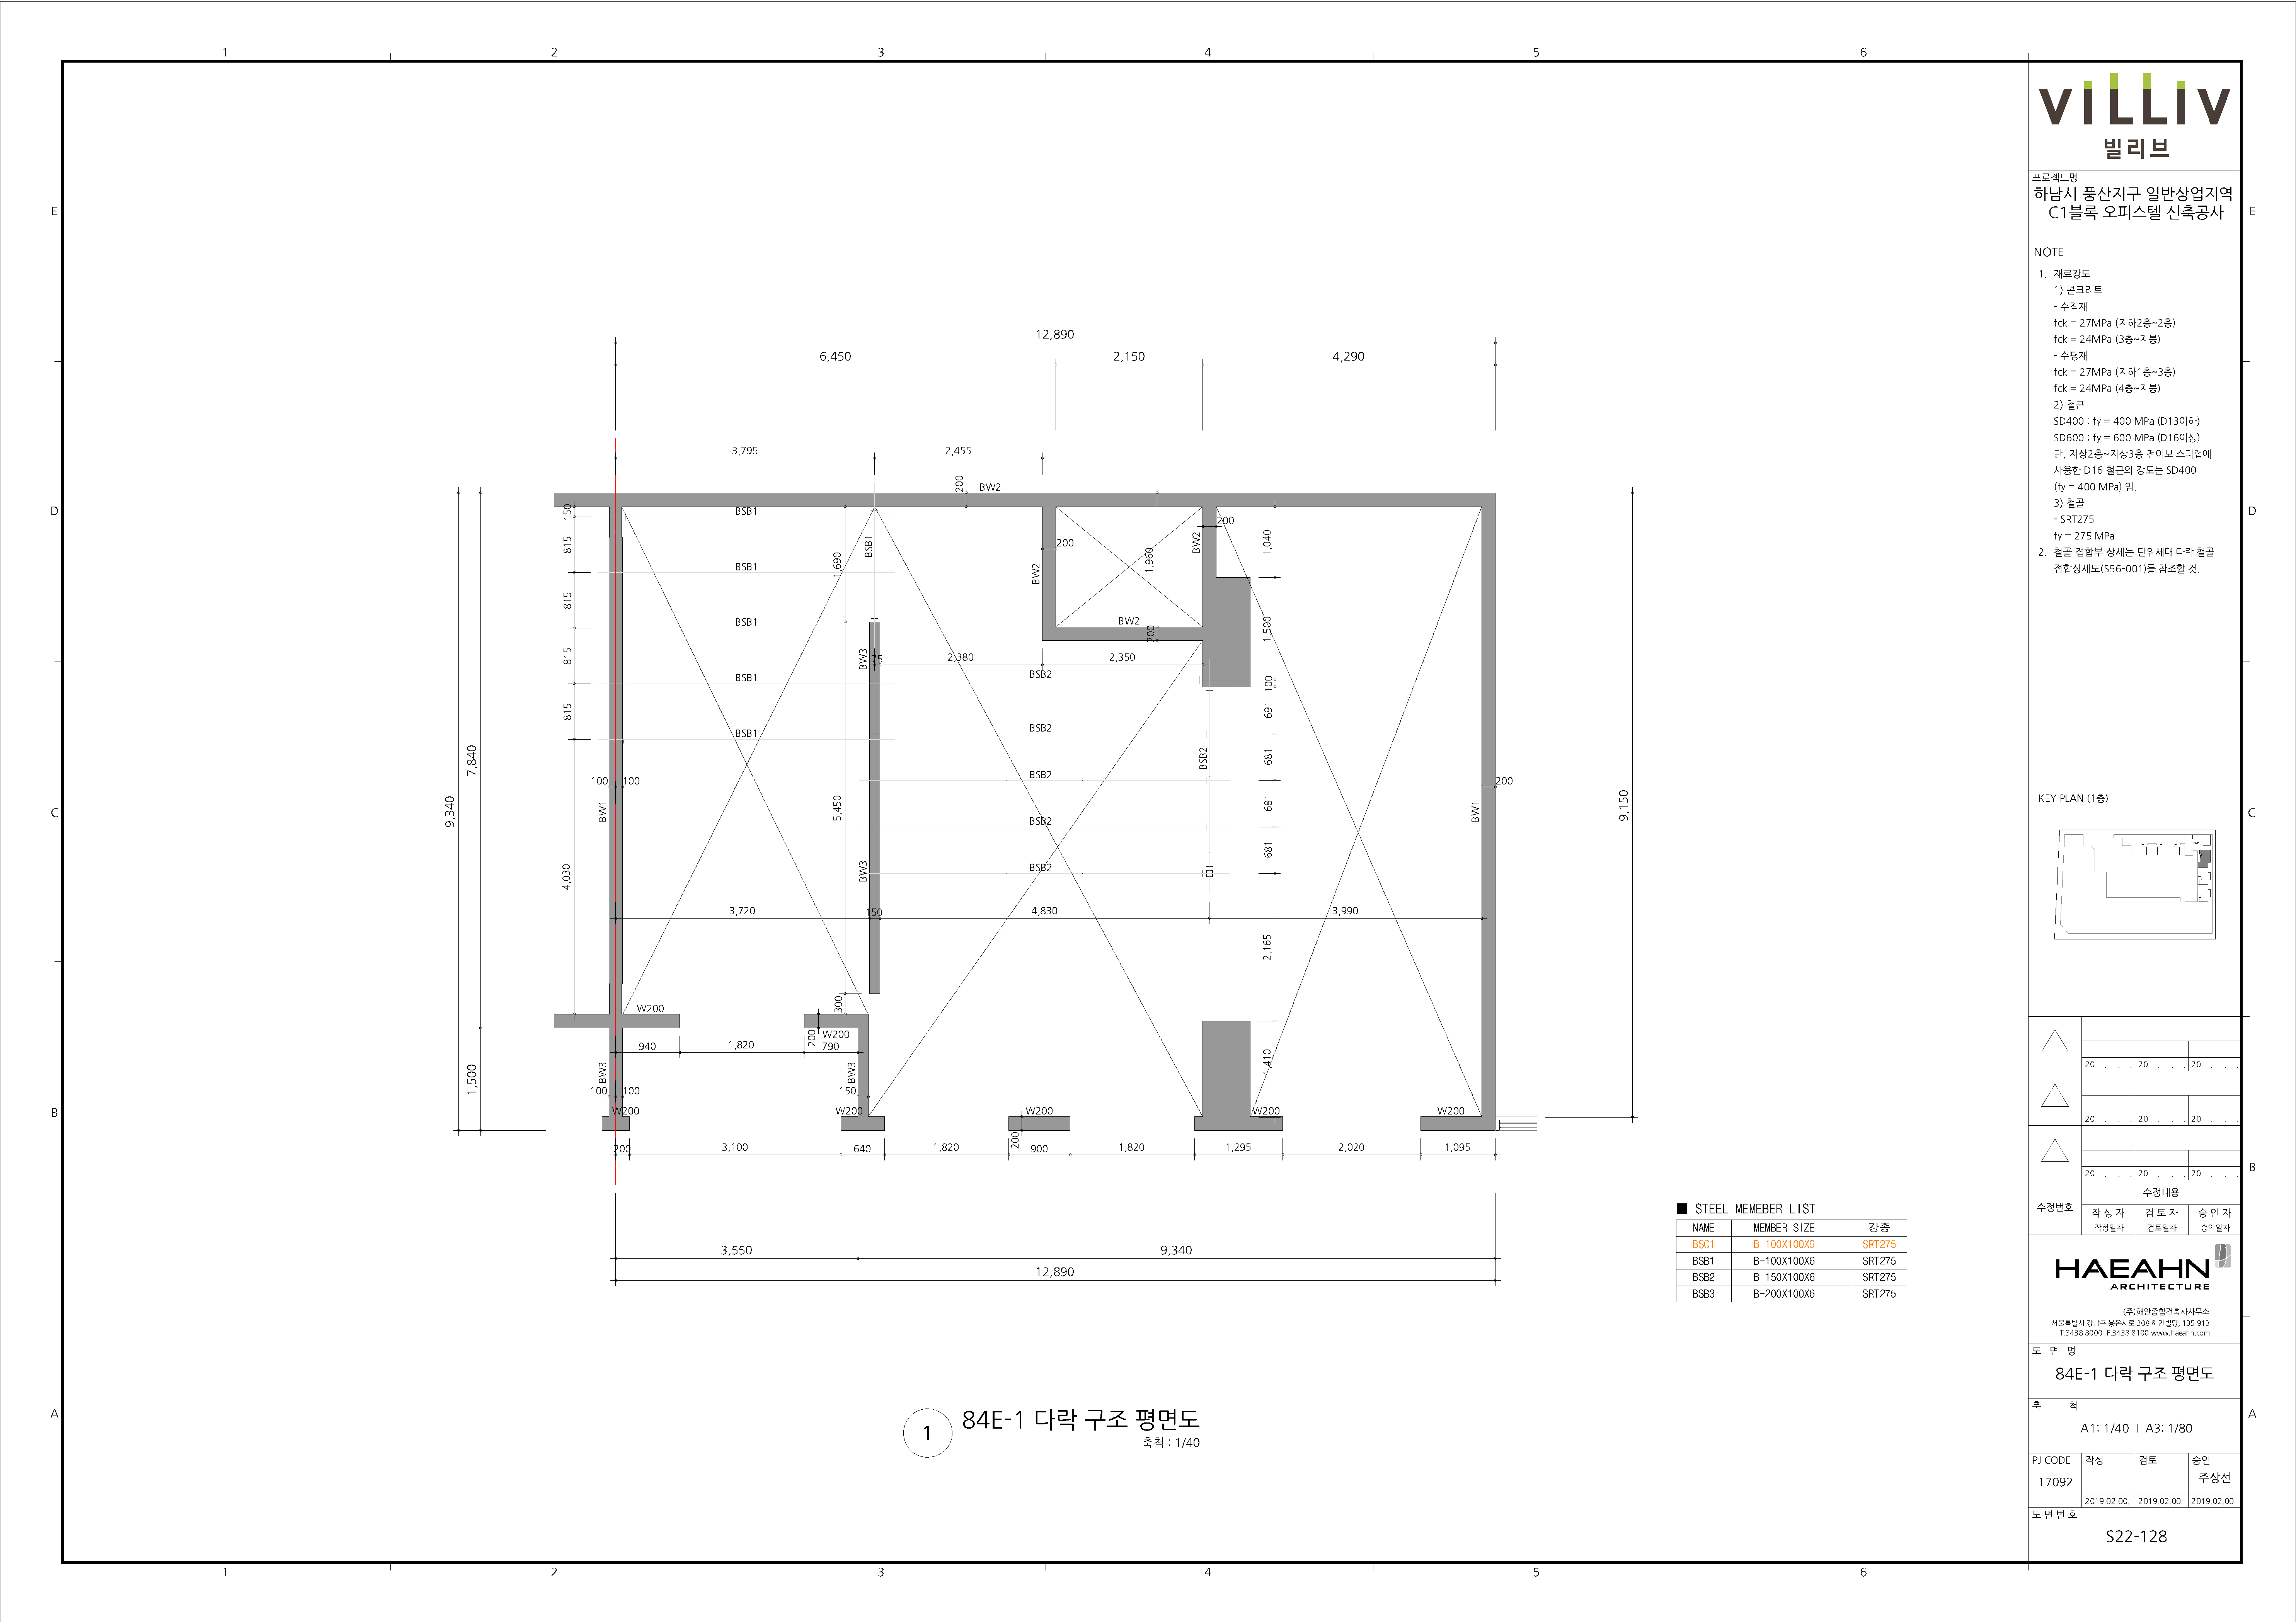 1 2 3 4 5 6
VILLIV
빌리브
프로젝트명
하남시 풍산지구 일반상업지역
C1블록 오피스텔 신축공사
E E
NOTE
1. 재료강도
1) 콘크리트
- 수직재
fck = 27MPa (지하2층~2층)
fck = 24MPa (3층~지붕)
- 수평재
fck = 27MPa (지하1층~3층)
fck = 24MPa (4층~지붕)
2) 철근
SD400 : fy = 400 MPa (D13이하)
SD600 : fy = 600 MPa (D16이상)
단, 지상2층~지상3층 전이보 스터럽에
사용한 D16 철근의 강도는 SD400
(fy = 400 MPa) 임.
3) 철골
- SRT275
fy = 275 MPa
2. 철골 접합부 상세는 단위세대 다락 철골
접합상세도(S56-001)를 참조할 것.
12,890
6,450 2,150 4,290
3,795 2,455
200 BW2
D D
150 BSB1
200
815 BSB1 1,690 BSB1 BW2 200 1,960 BW2 1,040
815 BSB1 BW2 200 1,500
815 BSB1 BW3 75 2,380 2,350
BSB2 100
815 BSB1 BSB2 691
7,840 BSB2 BSB2 681
100 100 200
9,340 BW1 5,450 BSB2 681 BW1 9,150
KEY PLAN (1층)
C C
4,030 BW3 BSB2 681
3,720 150 4,830 3,990
2,165
W200 300
200 W200
940 1,820 790
1,500 BW3 BW3 1,410
100 100 150
W200 W200 W200 W200 W200
200 3,100 640 1,820 200 900 1,820 1,295 2,020 1,095
B B
3,550 9,340
12,890
■ STEEL MEMEBER LIST
NAME MEMBER SIZE 강종
BSC1 B-100X100X9 SRT275
BSB1 B-100X100X6 SRT275
BSB2 B-150X100X6 SRT275
BSB3 B-200X100X6 SRT275
20 . . . 20 . . . 20 . . .
20 . . . 20 . . . 20 . . .
20 . . . 20 . . . 20 . . .
수정번호 수정내용
작 성 자 검 토 자 승 인 자
작성일자 검토일자 승인일자
HAEAHN
ARCHITECTURE
(주)해안종합건축사사무소
서울특별시 강남구 봉은사로 208 해안빌딩, 135-913
T.3438 8000 F.3438 8100 www.haeahn.com
도 면 명
84E-1 다락 구조 평면도
축 척
A1: 1/40 I A3: 1/80
PJ CODE 작성 검토 승인
17092 주상선
2019.02.00. 2019.02.00. 2019.02.00.
도 면 번 호
S22-128
A A
1 84E-1 다락 구조 평면도
축척 : 1/40
1 2 3 4 5 6